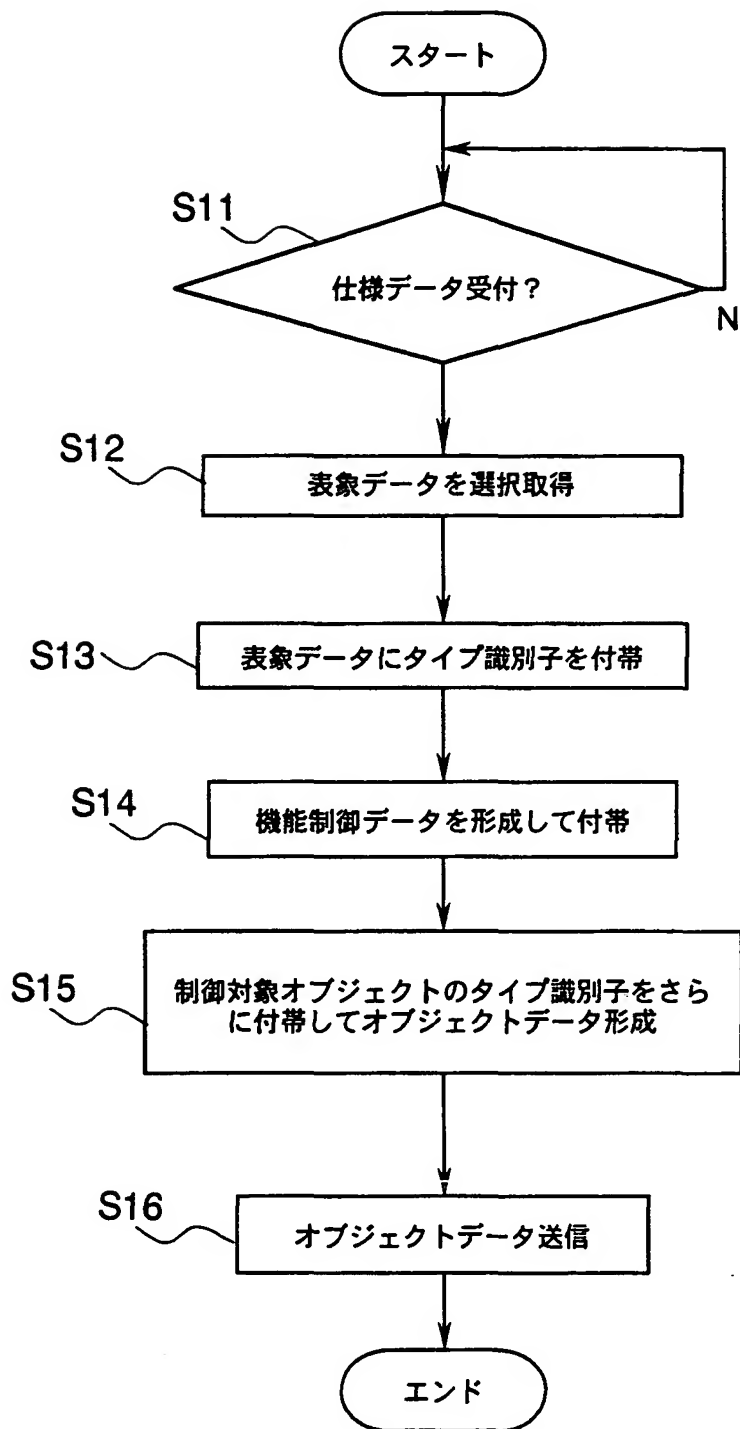 スタート
S11
仕様データ受付？
N
S12
表象データを選択取得
S13
表象データにタイプ識別子を付帯
S14
機能制御データを形成して付帯
S15
制御対象オブジェクトのタイプ識別子をさら
に付帯してオブジェクトデータ形成
S16
オブジェクトデータ送信
エンド